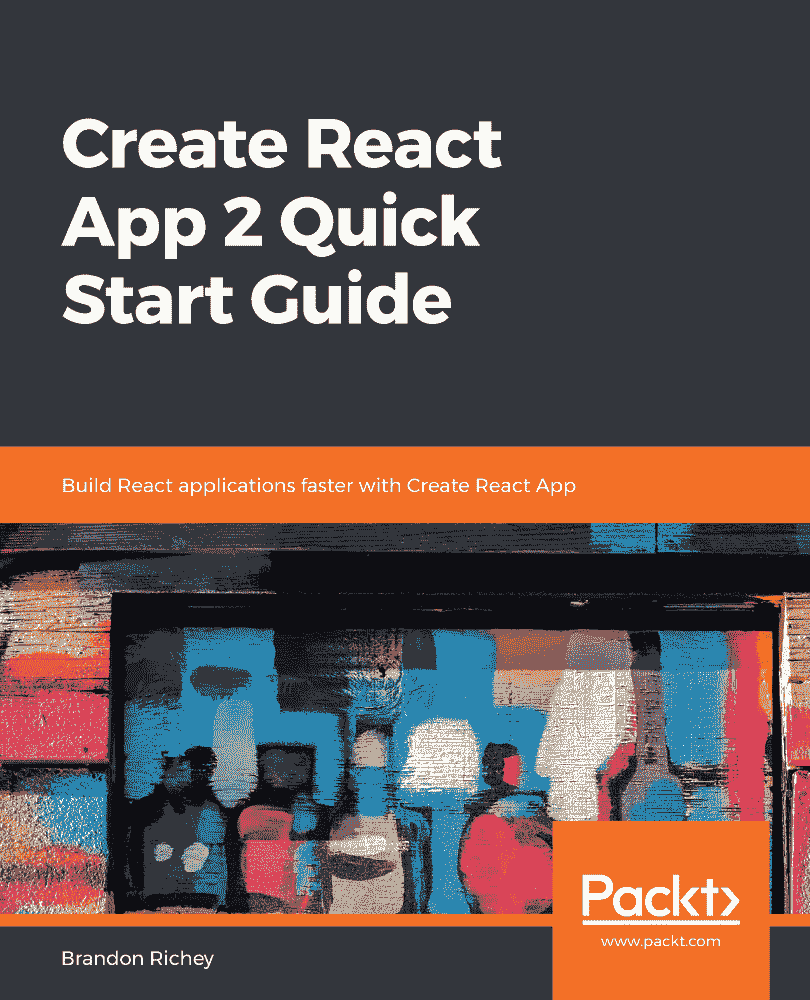 Create React
App 2 Quick
Start Guide
Build React applications faster with Create React App
Packt>
www.packt.com
Brandon Richey